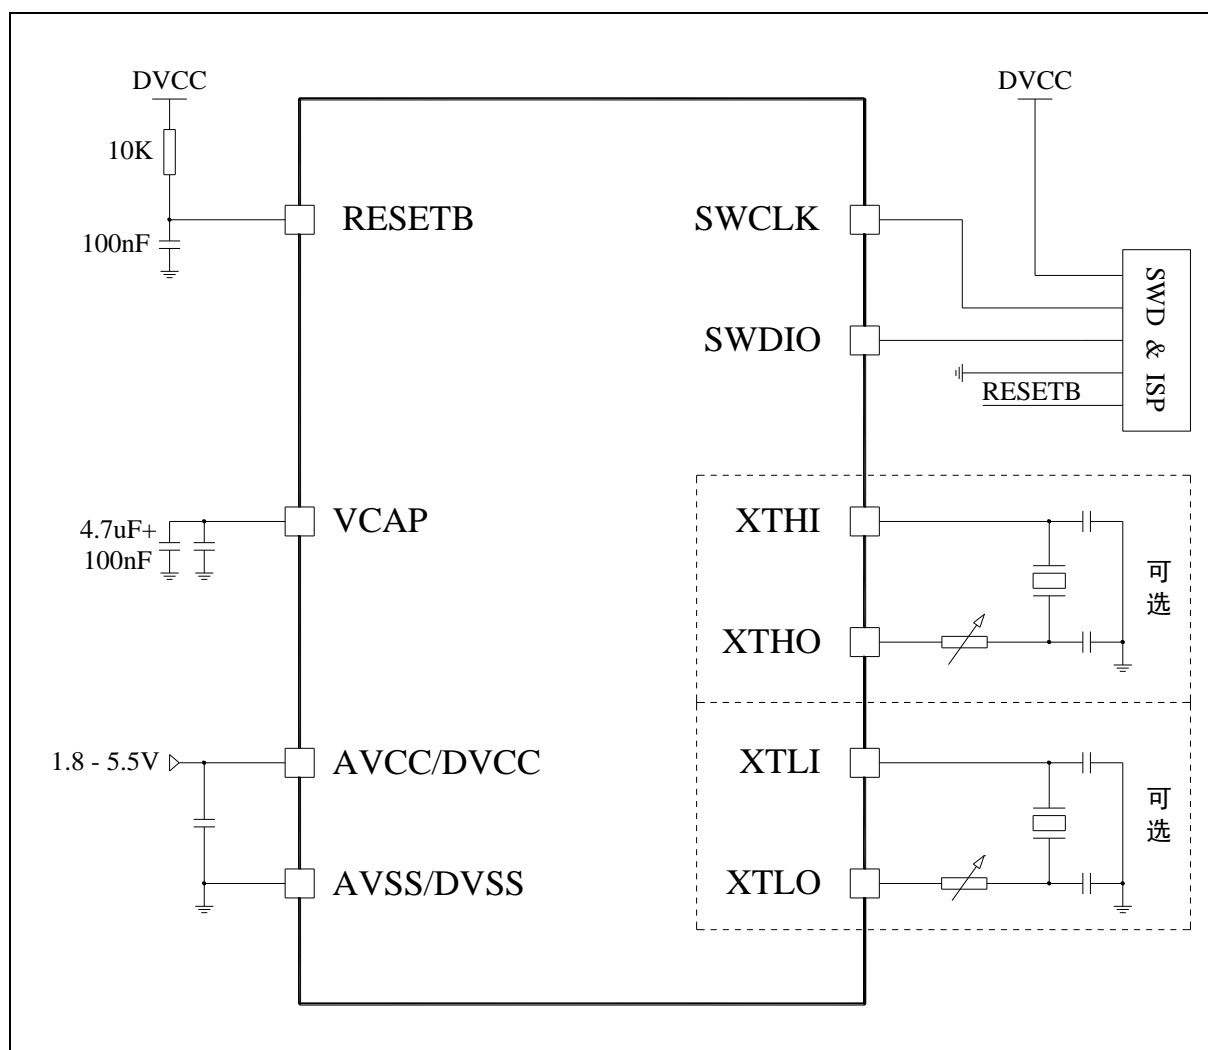 DVCC
DVCC
10K
RESETB
SWCLK
100nF
SWD & ISP
SWDIO
RESETB
VCAP
XTHI
4.7uF+
100nF
可选
XTHO
1.8 - 5.5V
AVCC/DVCC
XTLI
可选
AVSS/DVSS
XTLO